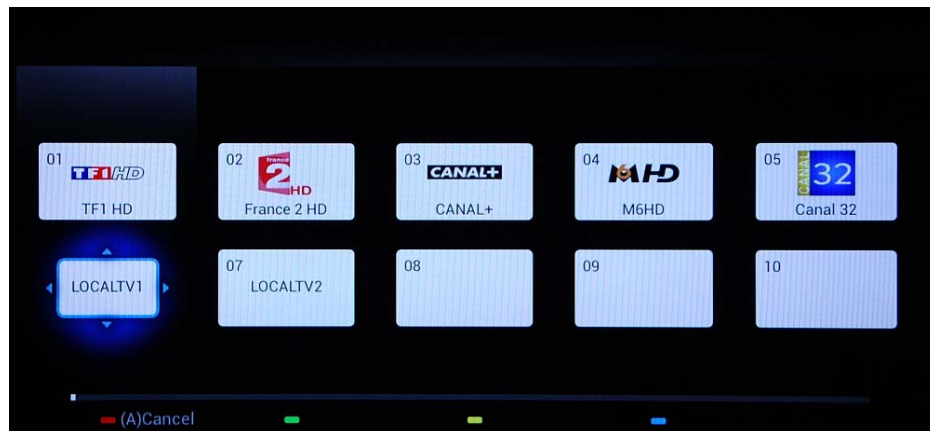 01
TF1 HD
TF1 HD
02
france
2
HD
France 2 HD
03
CANAL+
CANAL+
04
M6 HD
M6HD
05
CANAL
32
Canal 32
LOCALTV1
07
LOCALTV2
08
09
10
(A)Cancel